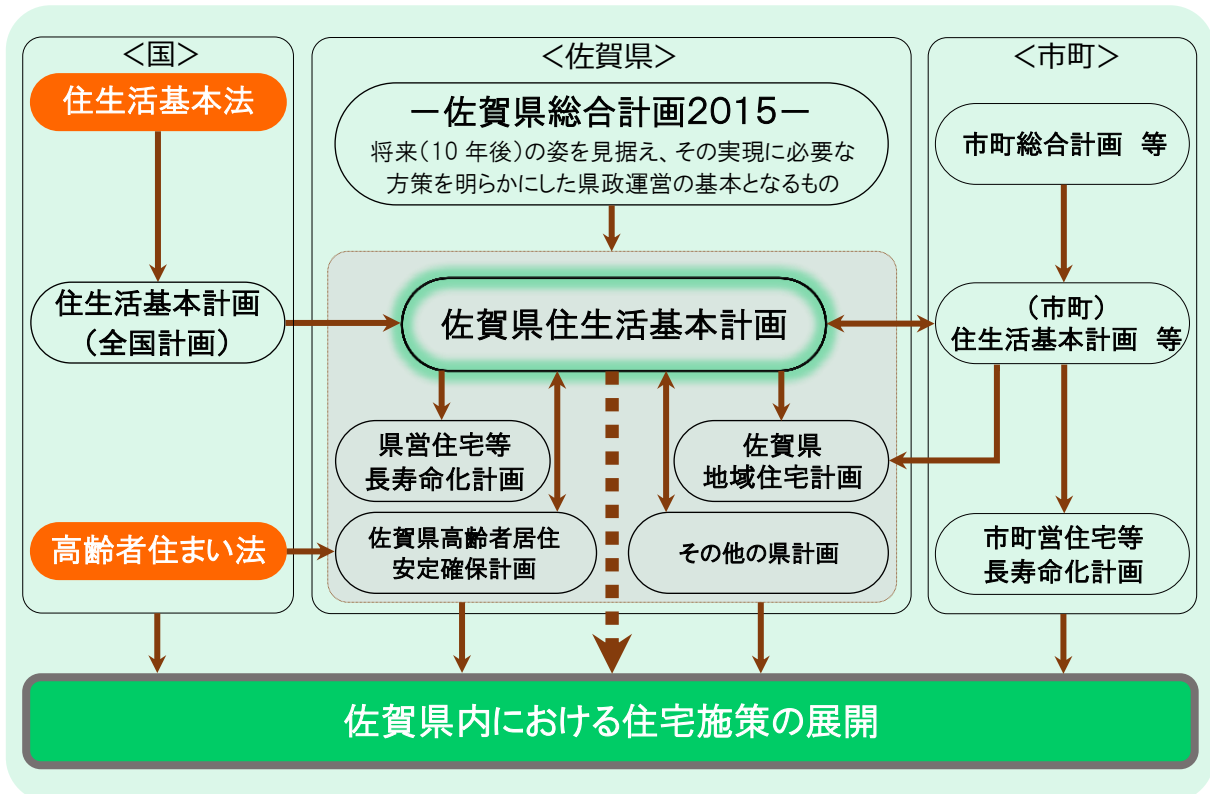 ＜国＞
住生活基本法
住生活基本計画
（全国計画）
高齢者住まい法
＜佐賀県＞
－佐賀県総合計画2015－
将来（10 年後）の姿を見据え、その実現に必要な
方策を明らかにした県政運営の基本となるもの
佐賀県住生活基本計画
県営住宅等
長寿命化計画
佐賀県
地域住宅計画
佐賀県高齢者居住
安定確保計画
その他の県計画
＜市町＞
市町総合計画　等
（市町）
住生活基本計画　等
市町営住宅等
長寿命化計画
佐賀県内における住宅施策の展開